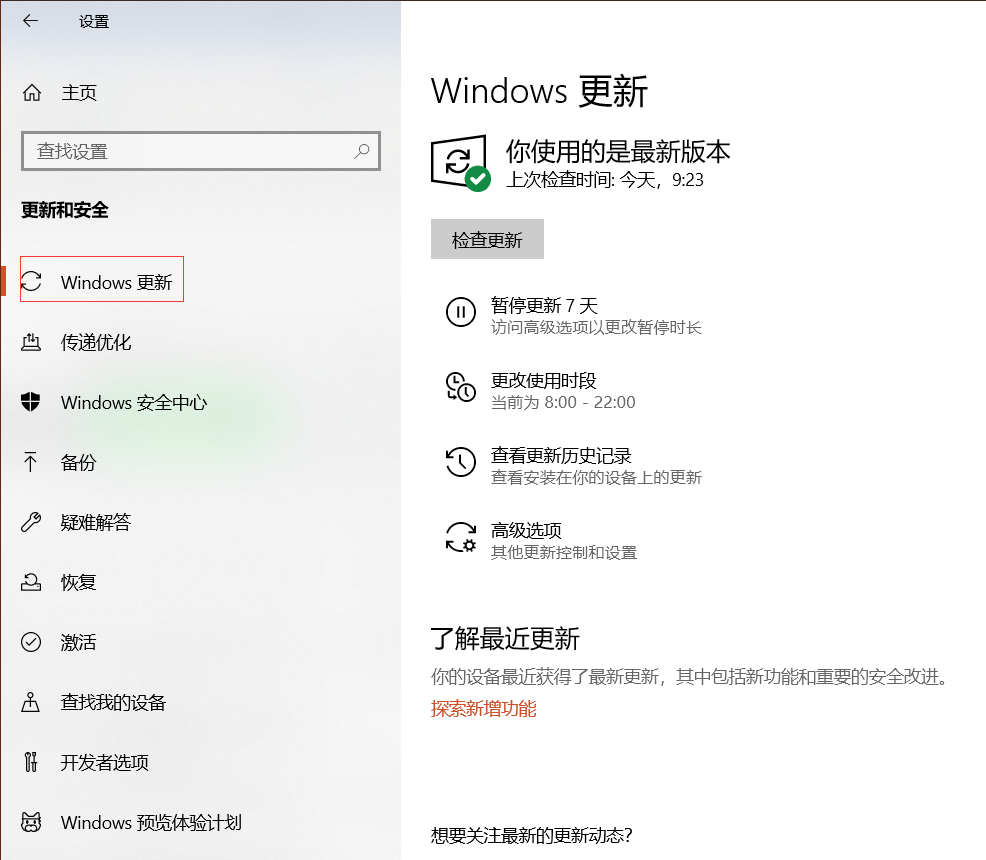 设置
主页
查找设置
更新和安全
Windows 更新
传递优化
Windows 安全中心
备份
疑难解答
恢复
激活
查找我的设备
开发者选项
Windows 预览体验计划
Windows 更新
你使用的是最新版本
上次检查时间: 今天，9:23
检查更新
暂停更新 7 天
访问高级选项以更改暂停时长
更改使用时段
当前为 8:00 - 22:00
查看更新历史记录
查看安装在你的设备上的更新
高级选项
其他更新控制和设置
了解最近更新
你的设备最近获得了最新更新，其中包括新功能和重要的安全改进。
探索新增功能
想要关注最新的更新动态?